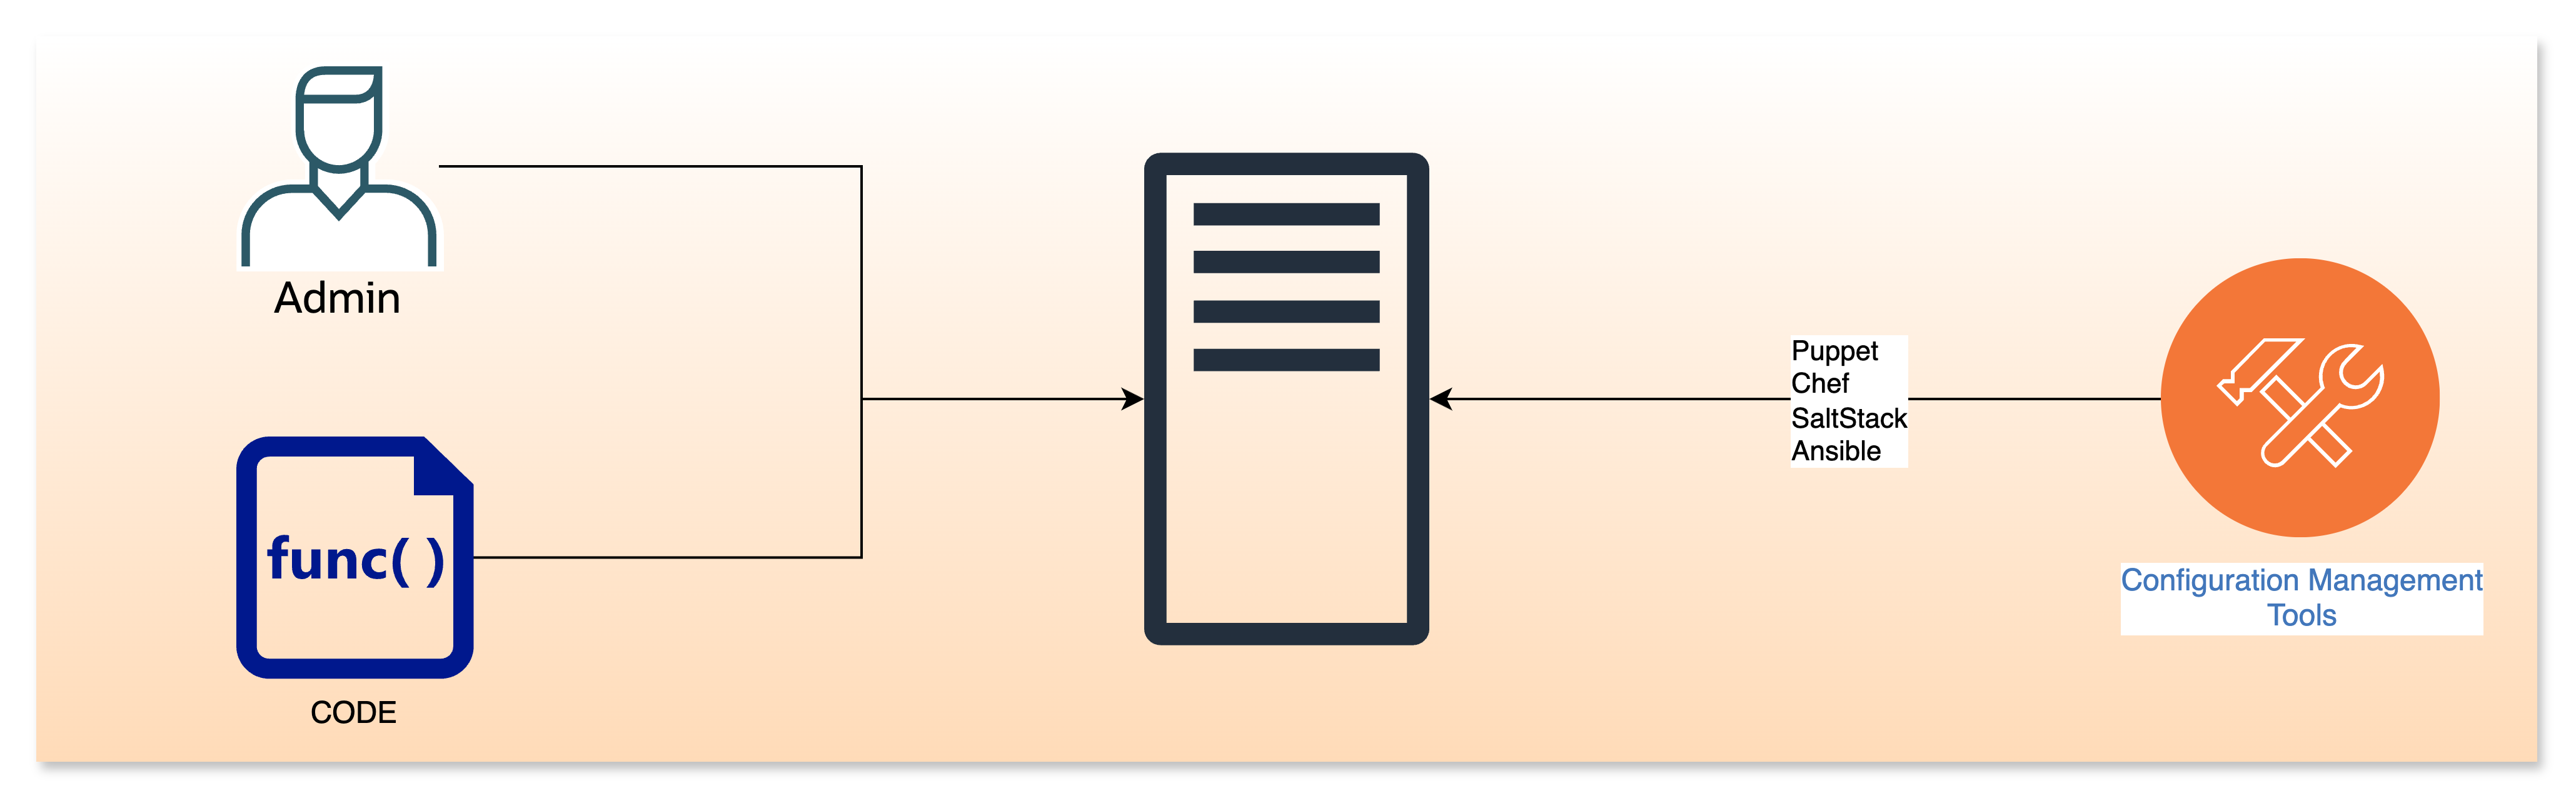 Admin
func( )
CODE
Puppet
Chef
SaltStack
Ansible
Configuration Management
Tools